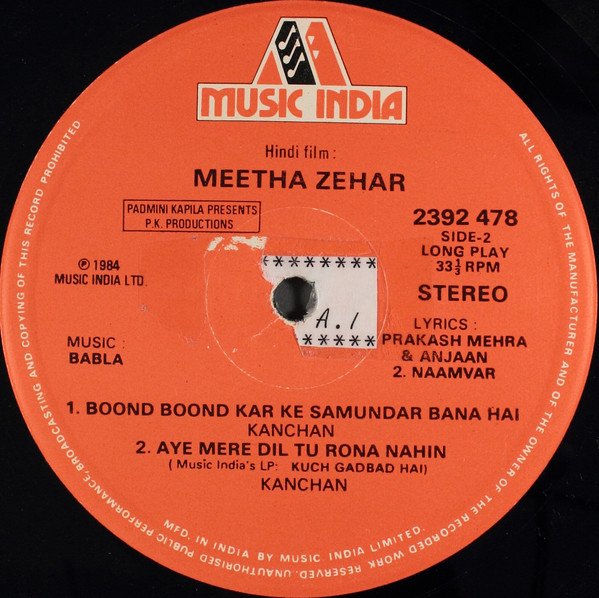 MUSIC INDIA
Hindi film :
MEETHA ZEHAR
PADMINI KAPILA PRESENTS
P.K. PRODUCTIONS
2392 478
SIDE-2
LONG PLAY
33⅓ RPM
STEREO
℗ 1984
MUSIC INDIA LTD.
*******
A.1
*****
MUSIC :
BABLA
LYRICS :
PRAKASH MEHRA
& ANJAAN
2. NAAMVAR
1. BOOND BOOND KAR KE SAMUNDAR BANA HAI
KANCHAN
2. AYE MERE DIL TU RONA NAHIN
( Music India's LP: KUCH GADBAD HAI)
KANCHAN
MFD. IN INDIA BY MUSIC INDIA LIMITED.
ALL RIGHTS OF THE MANUFACTURER AND OF THE OWNER OF THE RECORDED WORK RESERVED. UNAUTHORISED PUBLIC PERFORMANCE, BROADCASTING AND COPYING OF THIS RECORD PROHIBITED